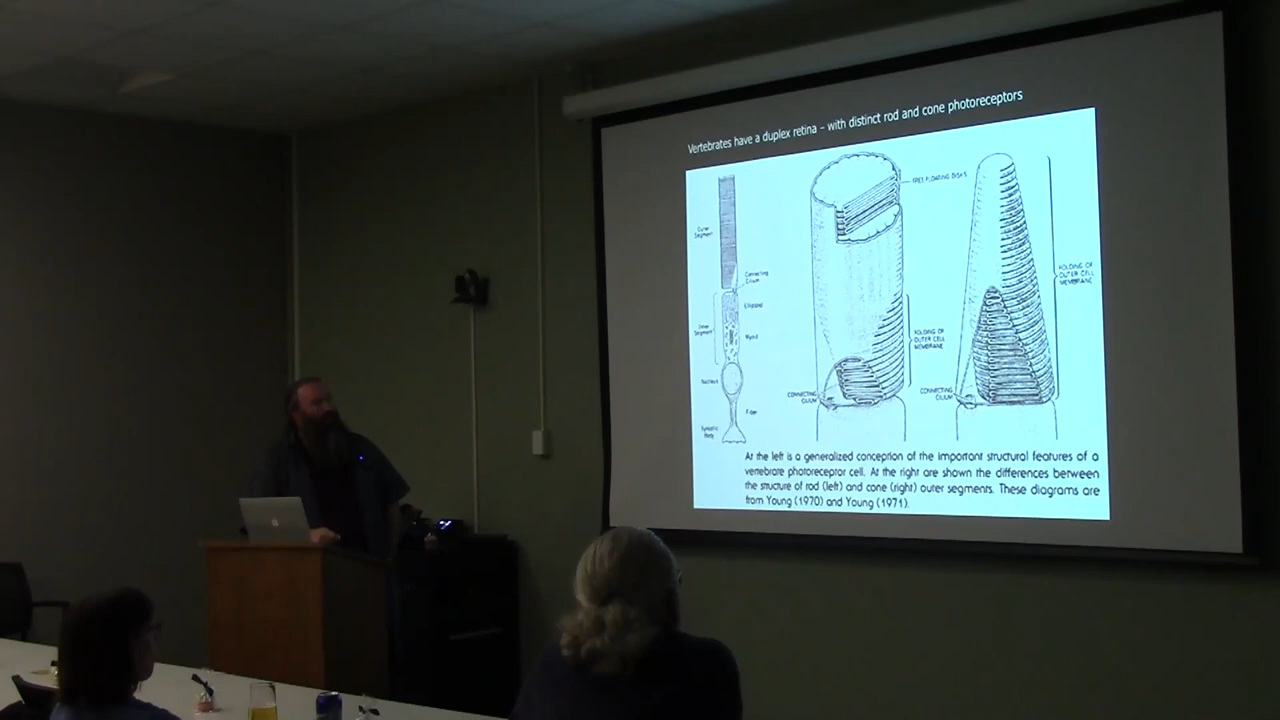 Vertebrates have a duplex retina – with distinct rod and cone photoreceptors
Outer
Segment
Connecting
Cilium
Ellipsoid
Inner
Segment
Myoid
Nucleus
Fiber
Synaptic
Body
FREE FLOATING DISKS
FOLDING OF
OUTER CELL
MEMBRANE
CONNECTING
CILIUM
FOLDING OF
OUTER CELL
MEMBRANE
CONNECTING
CILIUM
At the left is a generalized conception of the important structural features of a
vertebrate photoreceptor cell. At the right are shown the differences between
the structure of rod (left) and cone (right) outer segments. These diagrams are
from Young (1970) and Young (1971).